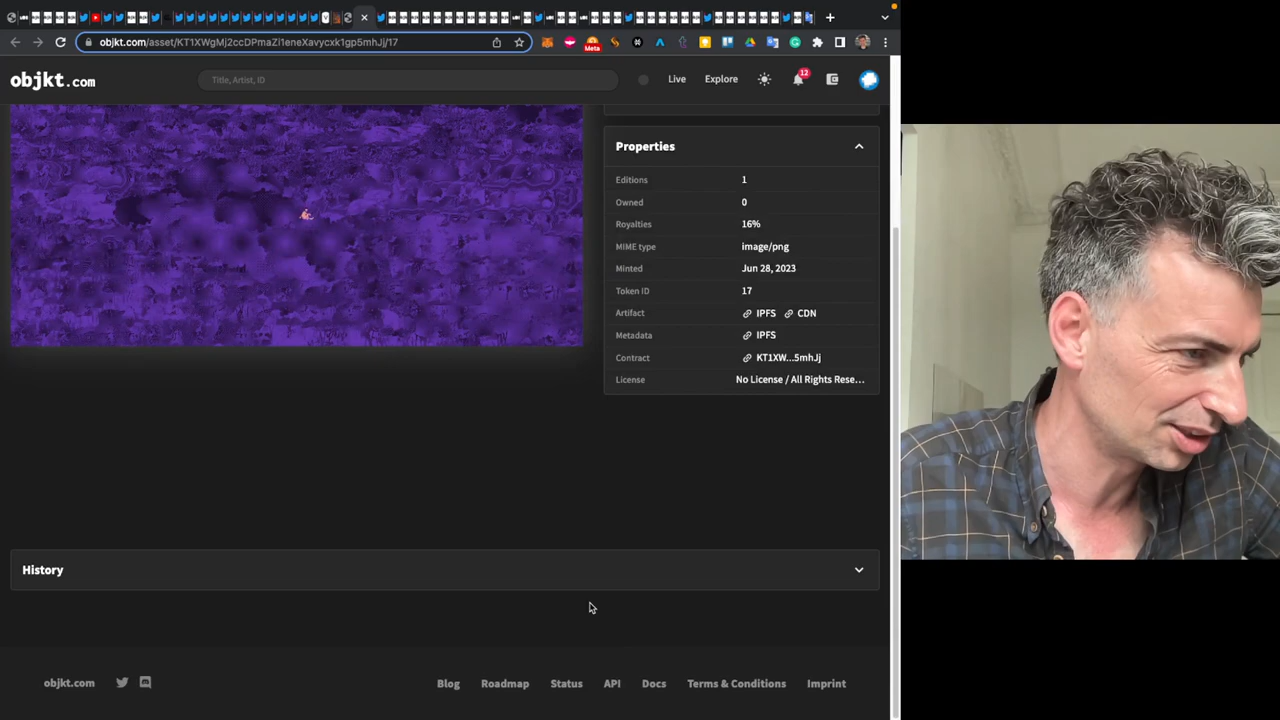 objkt.com/asset/KT1XWgMj2ccDPmaZi1eneXavycxk1gp5mhJj/17
Meta
objkt.com
Title, Artist, ID
Live
Explore
12
Properties
Editions 1
Owned 0
Royalties 16%
MIME type image/png
Minted Jun 28, 2023
Token ID 17
Artifact IPFS CDN
Metadata IPFS
Contract KT1XW...5mhJj
License No License / All Rights Rese...
History
objkt.com
Blog Roadmap Status API Docs Terms & Conditions Imprint